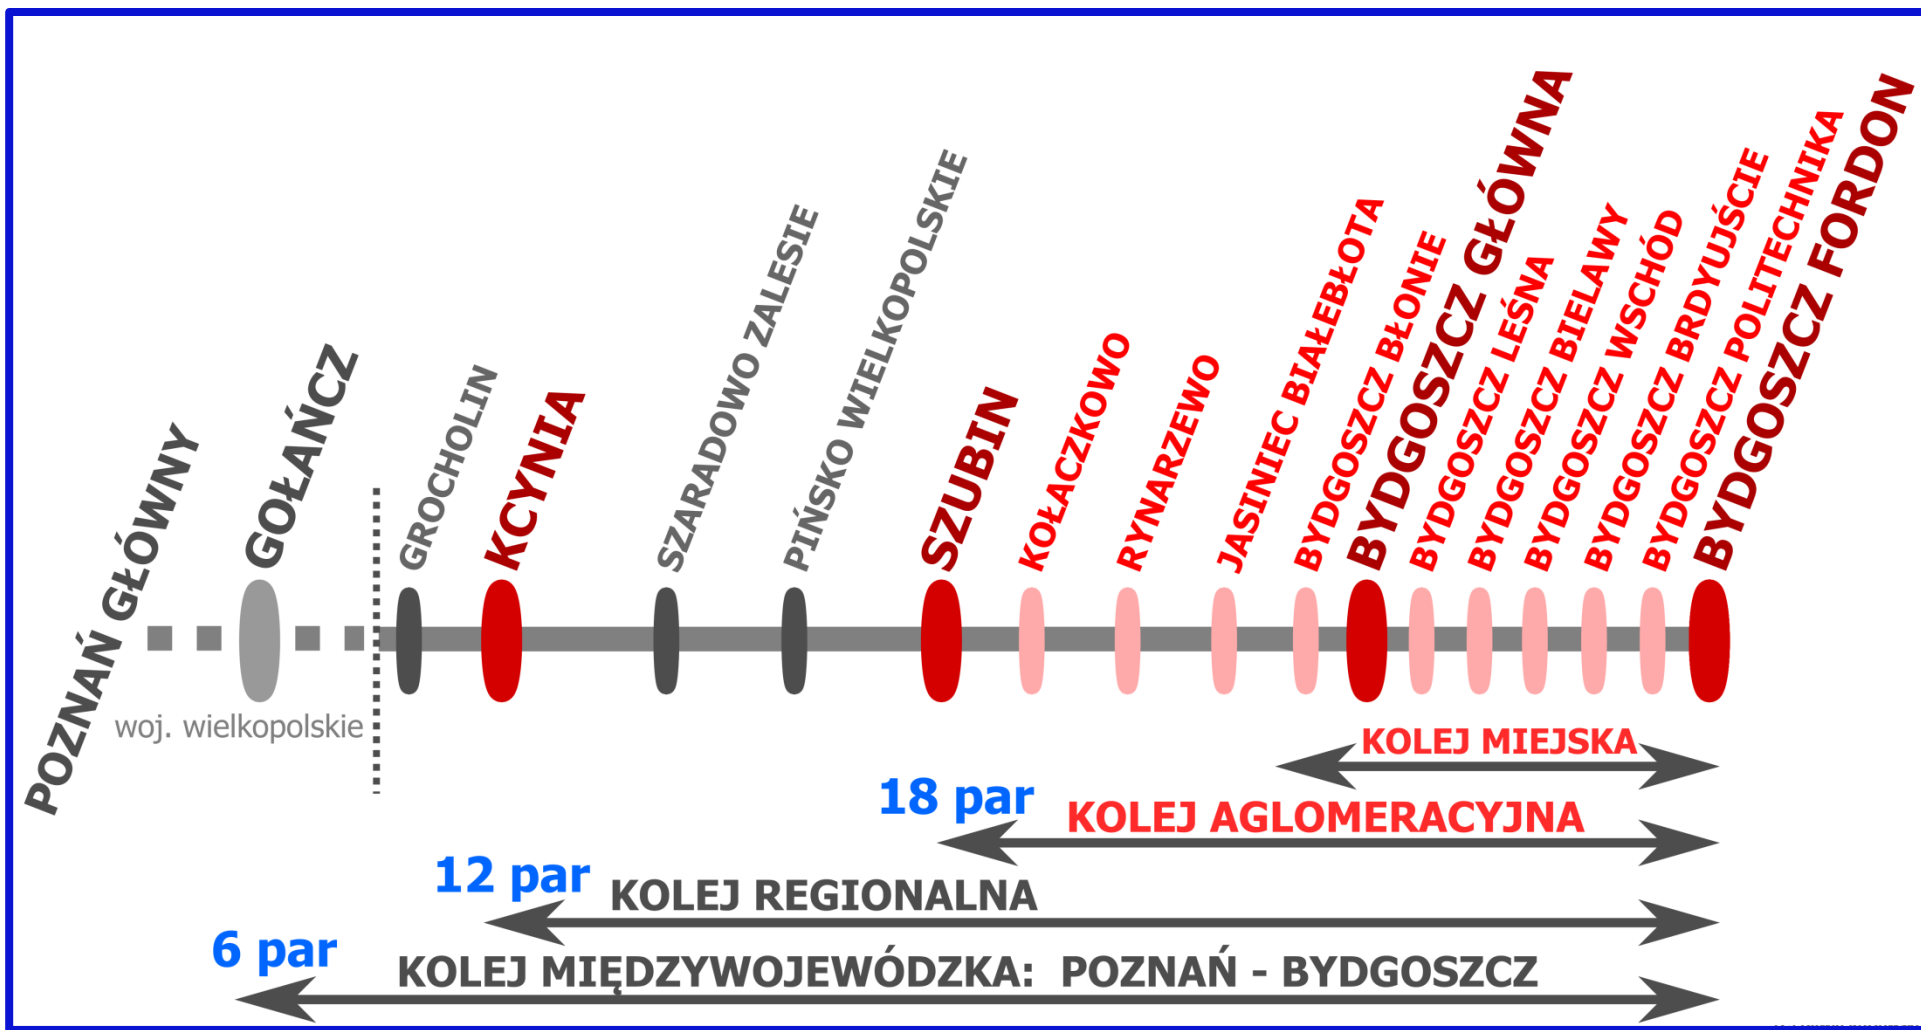 POZNAŃ GŁÓWNY
GOŁAŃCZ
GROCHOLIN
KCYNIA
SZARADOWO ZALESIE
PIŃSKO WIELKOPOLSKIE
SZUBIN
KOŁACZKOWO
RYNARZEWO
JASINIEC BIAŁEBŁOTA
BYDGOSZCZ BŁONIE
BYDGOSZCZ GŁÓWNA
BYDGOSZCZ LEŚNA
BYDGOSZCZ BIELAWY
BYDGOSZCZ WSCHÓD
BYDGOSZCZ BRDYUJŚCIE
BYDGOSZCZ POLITECHNIKA
BYDGOSZCZ FORDON
woj. wielkopolskie
KOLEJ MIEJSKA
18 par
KOLEJ AGLOMERACYJNA
12 par
KOLEJ REGIONALNA
6 par
KOLEJ MIĘDZYWOJEWÓDZKA: POZNAŃ - BYDGOSZCZ